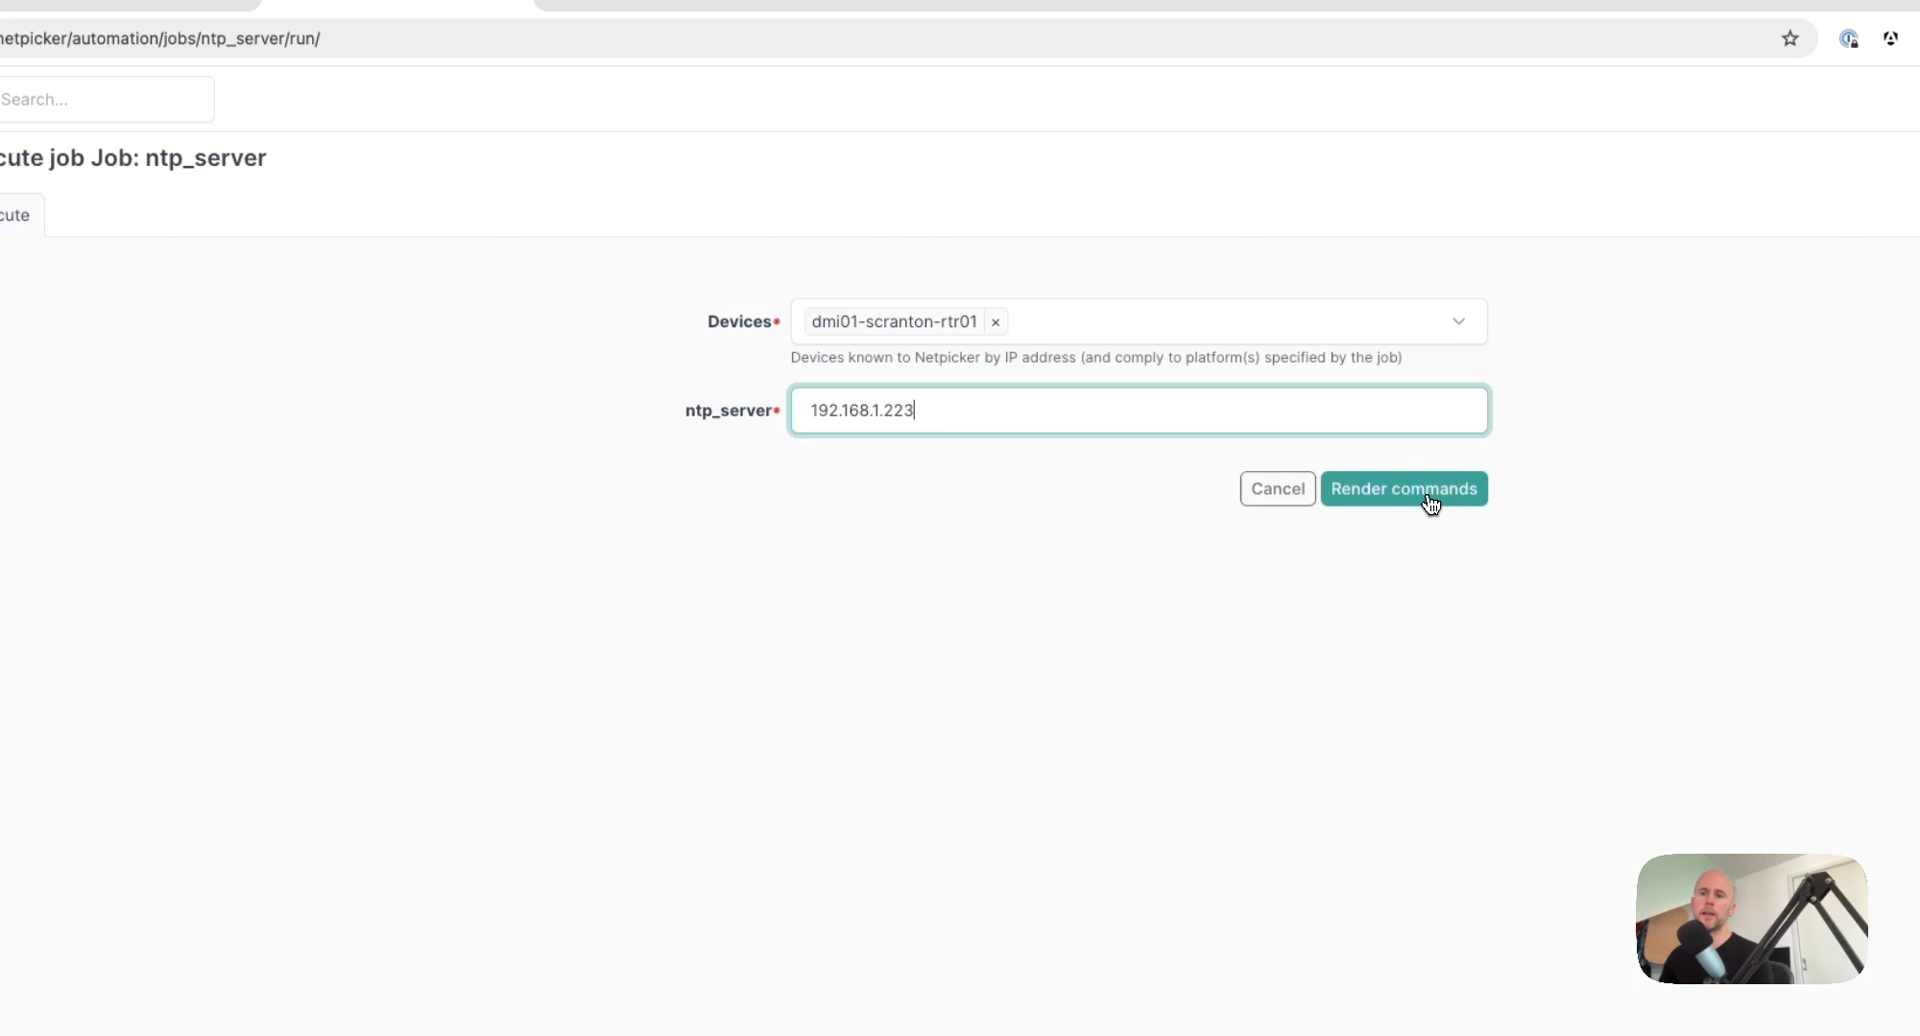 netpicker/automation/jobs/ntp_server/run/
Search...
cute job Job: ntp_server
cute
Devices*
dmi01-scranton-rtr01 ×
Devices known to Netpicker by IP address (and comply to platform(s) specified by the job)
ntp_server*
192.168.1.223
Cancel
Render commands